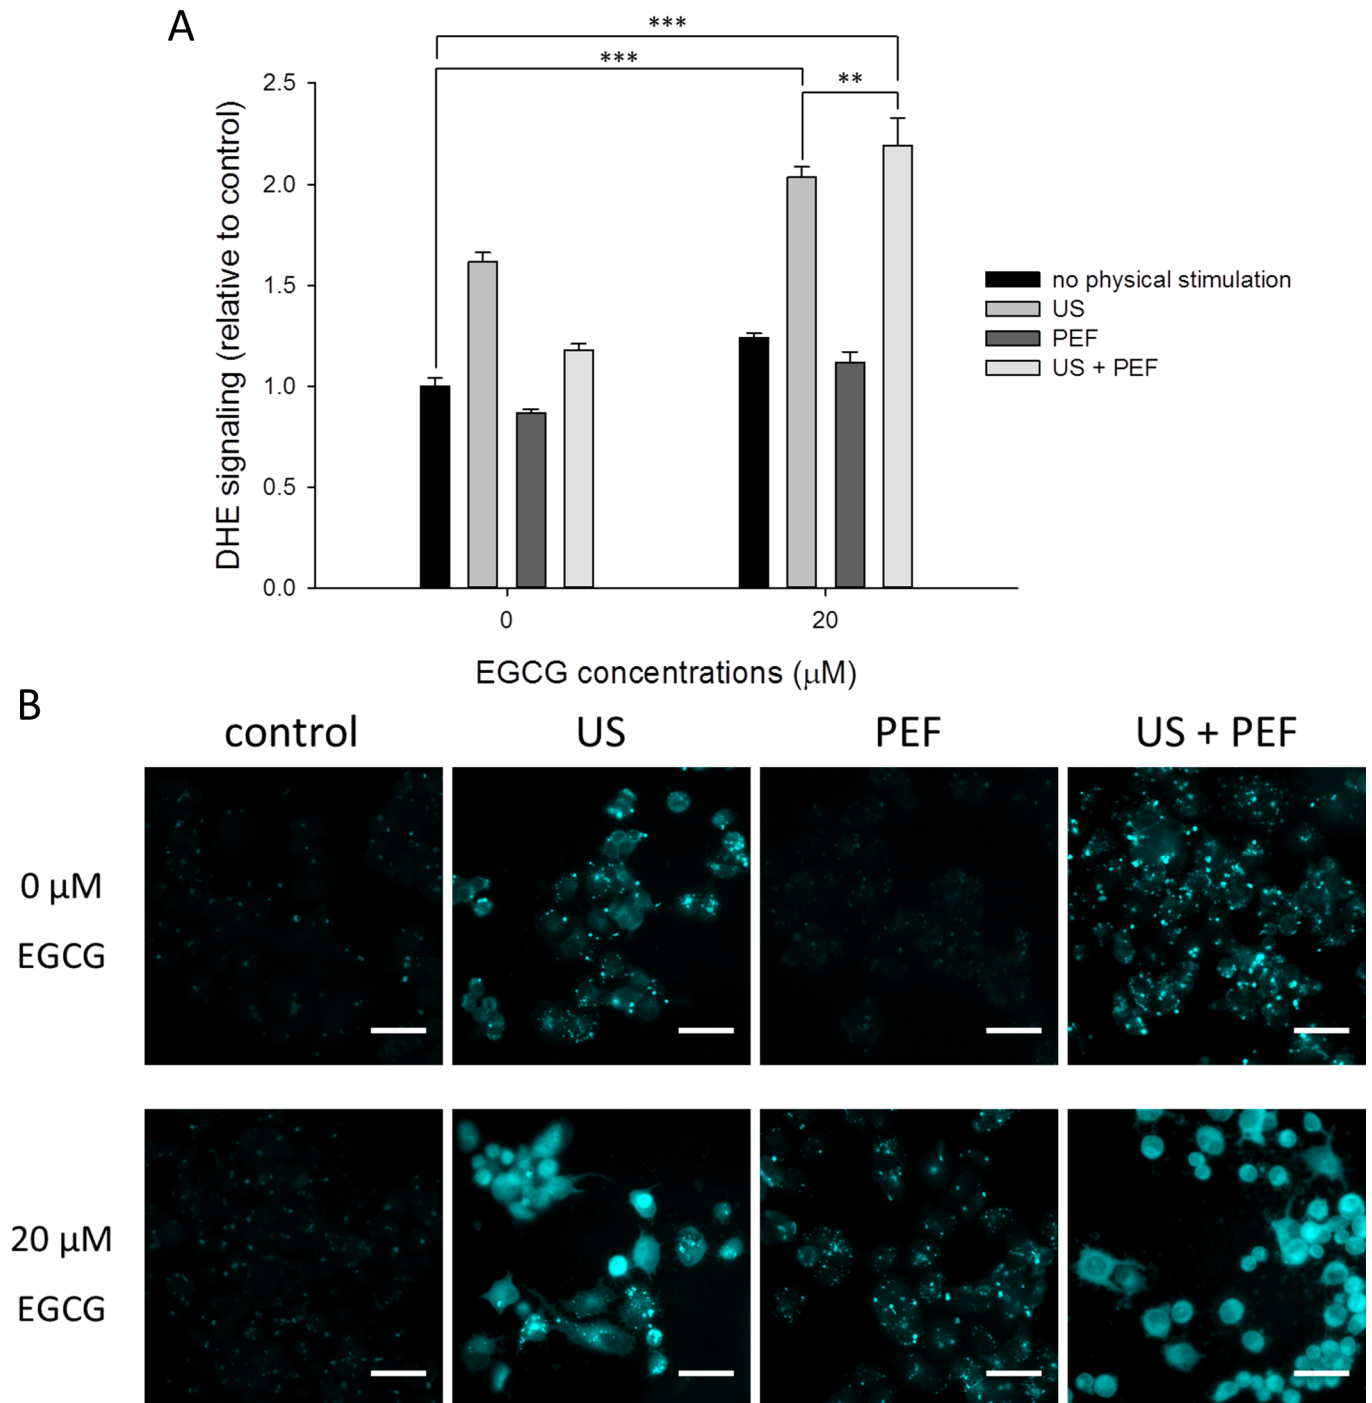 A
***
***
**
2.5
2.0
1.5
1.0
0.5
0.0
DHE signaling (relative to control)
0
20
EGCG concentrations (µM)
no physical stimulation
US
PEF
US + PEF
B
control
US
PEF
US + PEF
0 µM
EGCG
20 µM
EGCG